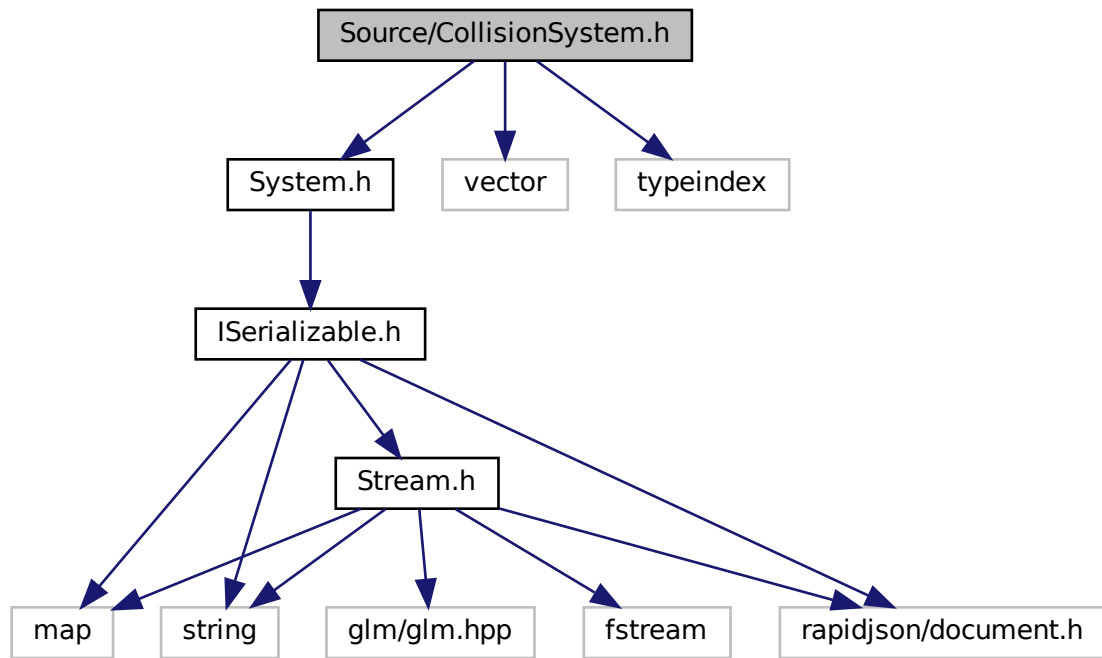 Source/CollisionSystem.h
System.h
vector
typeindex
ISerializable.h
Stream.h
map
string
glm/glm.hpp
fstream
rapidjson/document.h